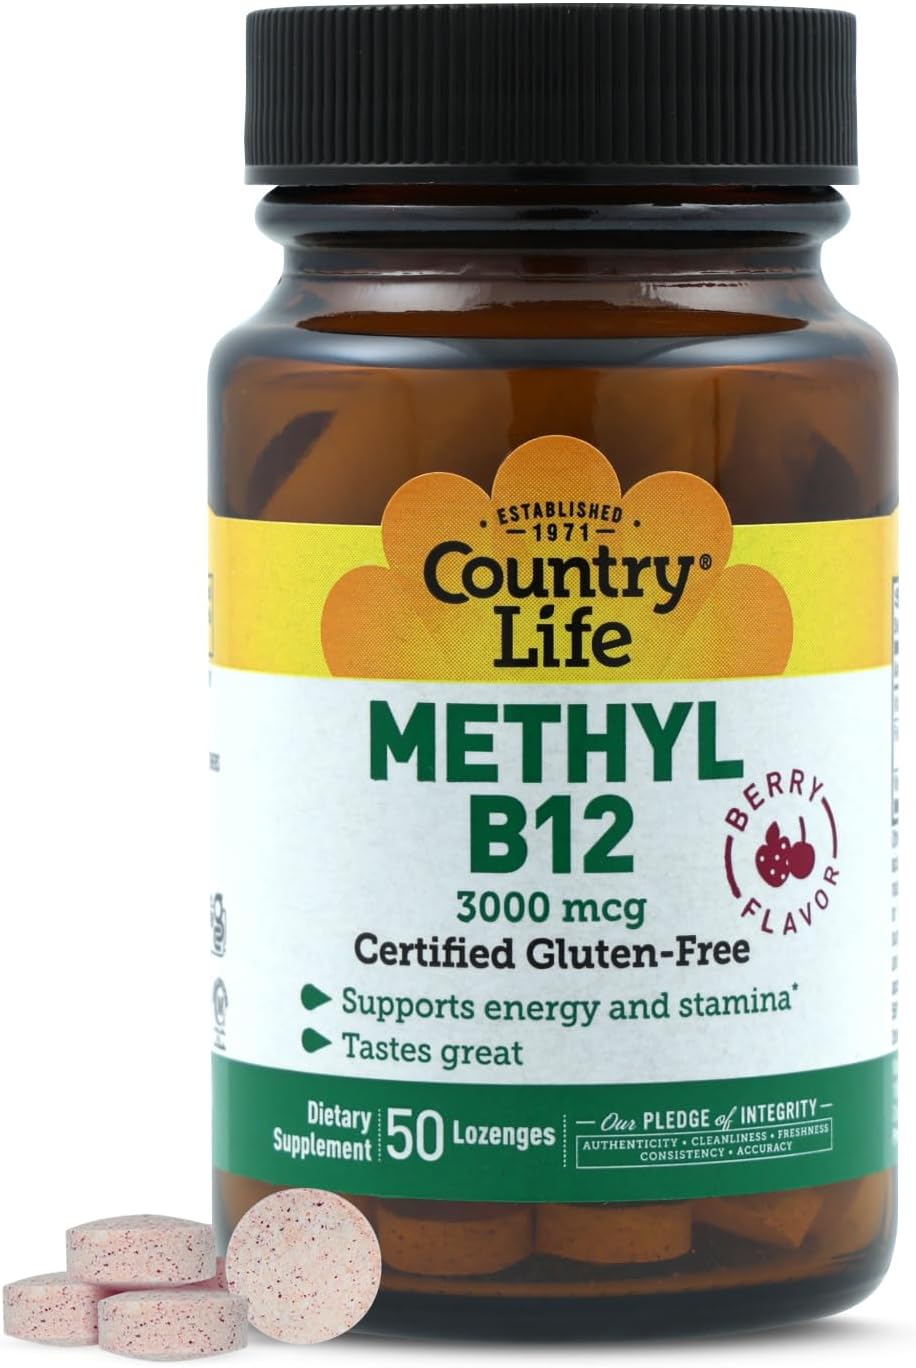 ESTABLISHED
1971
Country®
Life
METHYL
B12
BERRY
FLAVOR
3000 mcg
Certified Gluten-Free
Supports energy and stamina*
Tastes great
Dietary
Supplement
50 Lozenges
Our PLEDGE of INTEGRITY
AUTHENTICITY • CLEANLINESS • FRESHNESS
CONSISTENCY • ACCURACY